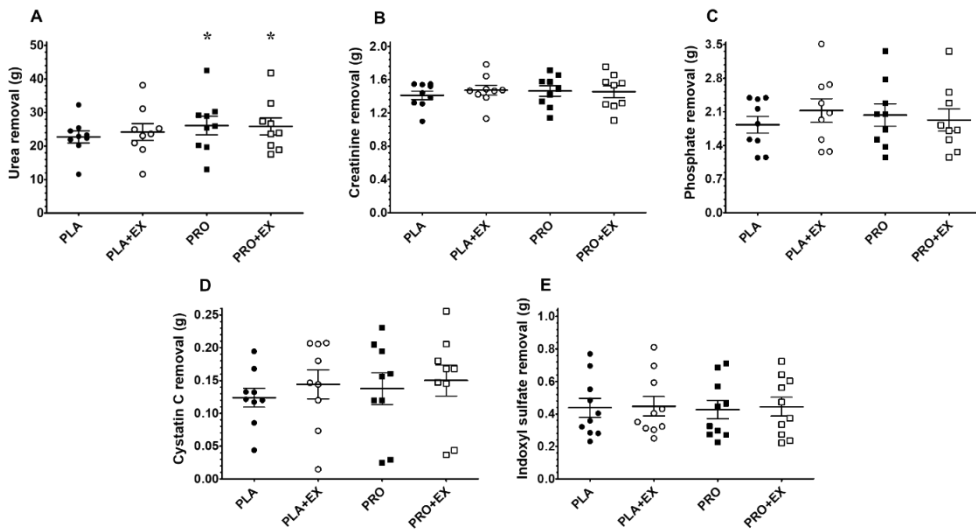 A
Urea removal (g)
50
40
30
20
10
0
* *
PLA PLA+EX PRO PRO+EX
B
Creatinine removal (g)
2.0
1.6
1.2
0.8
0.4
0.0
PLA PLA+EX PRO PRO+EX
C
Phosphate removal (g)
3.5
2.8
2.1
1.4
0.7
0.0
PLA PLA+EX PRO PRO+EX
D
Cystatin C removal (g)
0.25
0.20
0.15
0.10
0.05
0.00
PLA PLA+EX PRO PRO+EX
E
Indoxyl sulfate removal (g)
1.0
0.8
0.6
0.4
0.2
0.0
PLA PLA+EX PRO PRO+EX